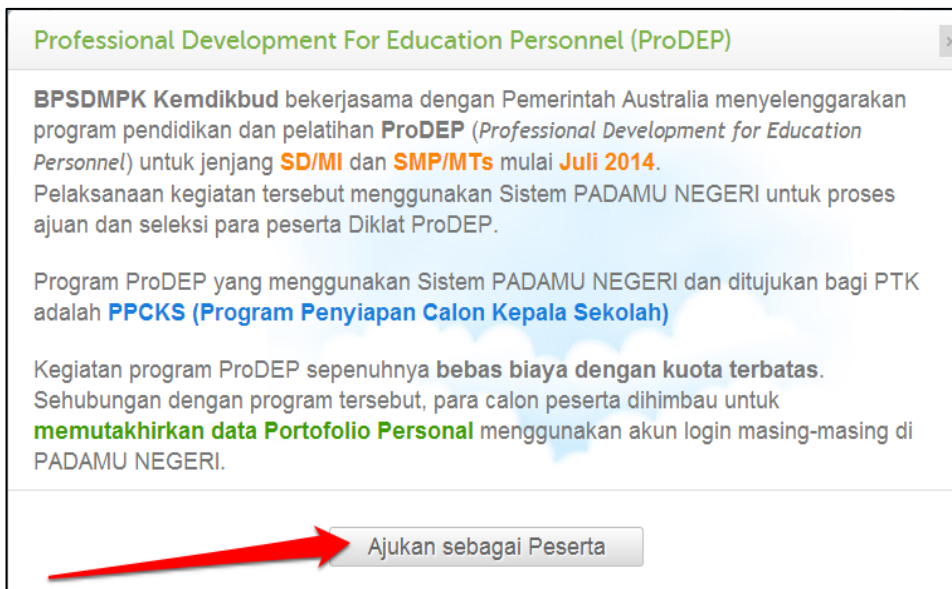 Professional Development For Education Personnel (ProDEP)
BPSDMPK Kemdikbud bekerjasama dengan Pemerintah Australia menyelenggarakan
program pendidikan dan pelatihan ProDEP (Professional Development for Education
Personnel) untuk jenjang SD/MI dan SMP/MTs mulai Juli 2014.
Pelaksanaan kegiatan tersebut menggunakan Sistem PADAMU NEGERI untuk proses
ajuan dan seleksi para peserta Diklat ProDEP.
Program ProDEP yang menggunakan Sistem PADAMU NEGERI dan ditujukan bagi PTK
adalah PPCKS (Program Penyiapan Calon Kepala Sekolah)
Kegiatan program ProDEP sepenuhnya bebas biaya dengan kuota terbatas.
Sehubungan dengan program tersebut, para calon peserta dihimbau untuk
memutakhirkan data Portofolio Personal menggunakan akun login masing-masing di
PADAMU NEGERI.
Ajukan sebagai Peserta